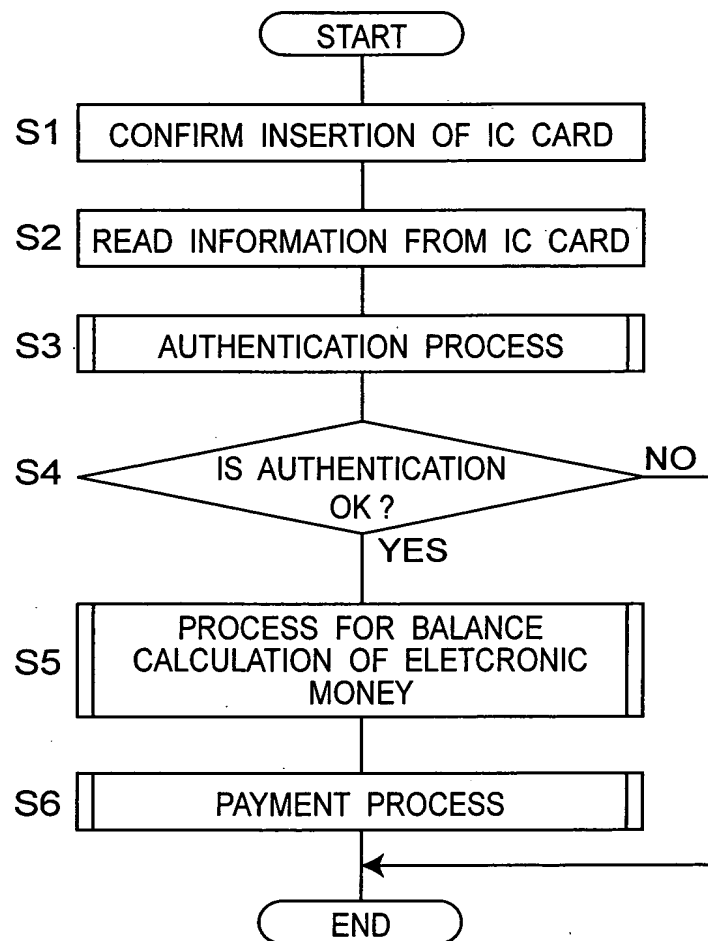 START
S1 CONFIRM INSERTION OF IC CARD
S2 READ INFORMATION FROM IC CARD
S3 AUTHENTICATION PROCESS
S4 IS AUTHENTICATION NO
OK ?
YES
PROCESS FOR BALANCE
S5 CALCULATION OF ELETCRONIC
MONEY
S6 PAYMENT PROCESS
END